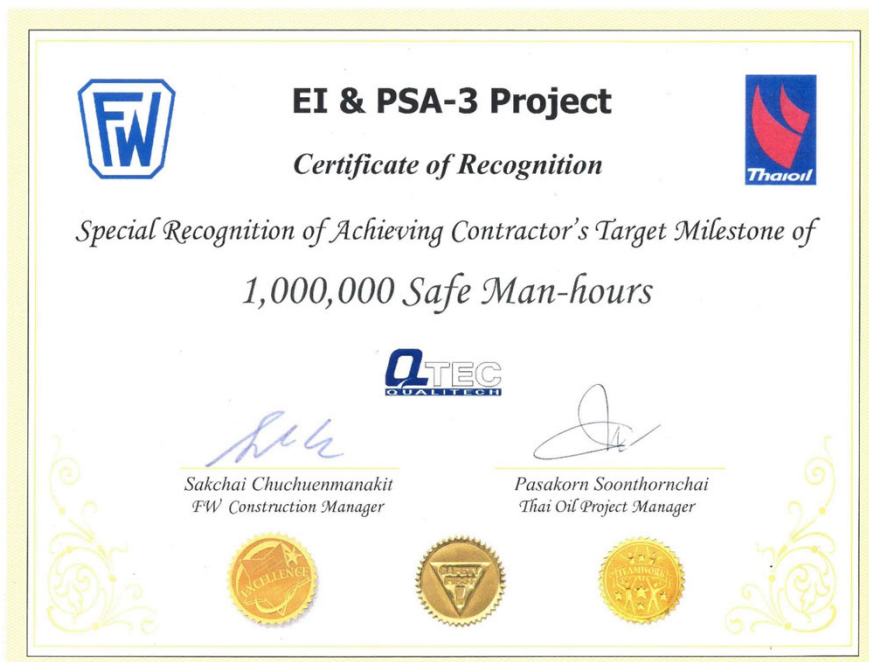 FW
EI & PSA-3 Project
Thaioil
Certificate of Recognition
Special Recognition of Achieving Contractor's Target Milestone of
1,000,000 Safe Man-hours
QTEC
QUALITECH
Sakchai Chuchuenmanakit
FW Construction Manager
Pasakorn Soonthornchai
Thai Oil Project Manager
EXCELLENCE
SAFETY
FIRST
TEAMWORK